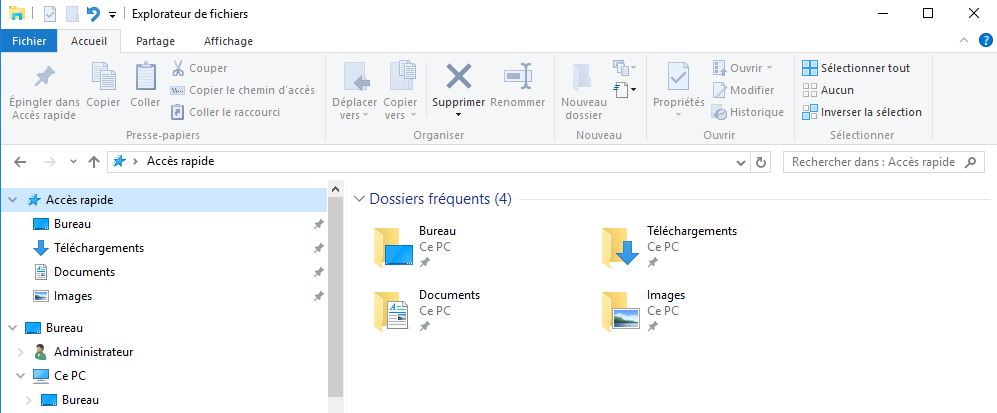 Explorateur de fichiers
Fichier Accueil Partage Affichage
Épingler dans Accès rapide
Copier
Coller
Couper
Copier le chemin d'accès
Coller le raccourci
Presse-papiers
Déplacer vers
Copier vers
Supprimer
Renommer
Organiser
Nouveau dossier
Nouveau
Propriétés
Ouvrir
Modifier
Historique
Ouvrir
Sélectionner tout
Aucun
Inverser la sélection
Sélectionner
Accès rapide
Rechercher dans : Accès rapide
Accès rapide
Bureau
Téléchargements
Documents
Images
Bureau
Administrateur
Ce PC
Bureau
Dossiers fréquents (4)
Bureau
Ce PC
Téléchargements
Ce PC
Documents
Ce PC
Images
Ce PC